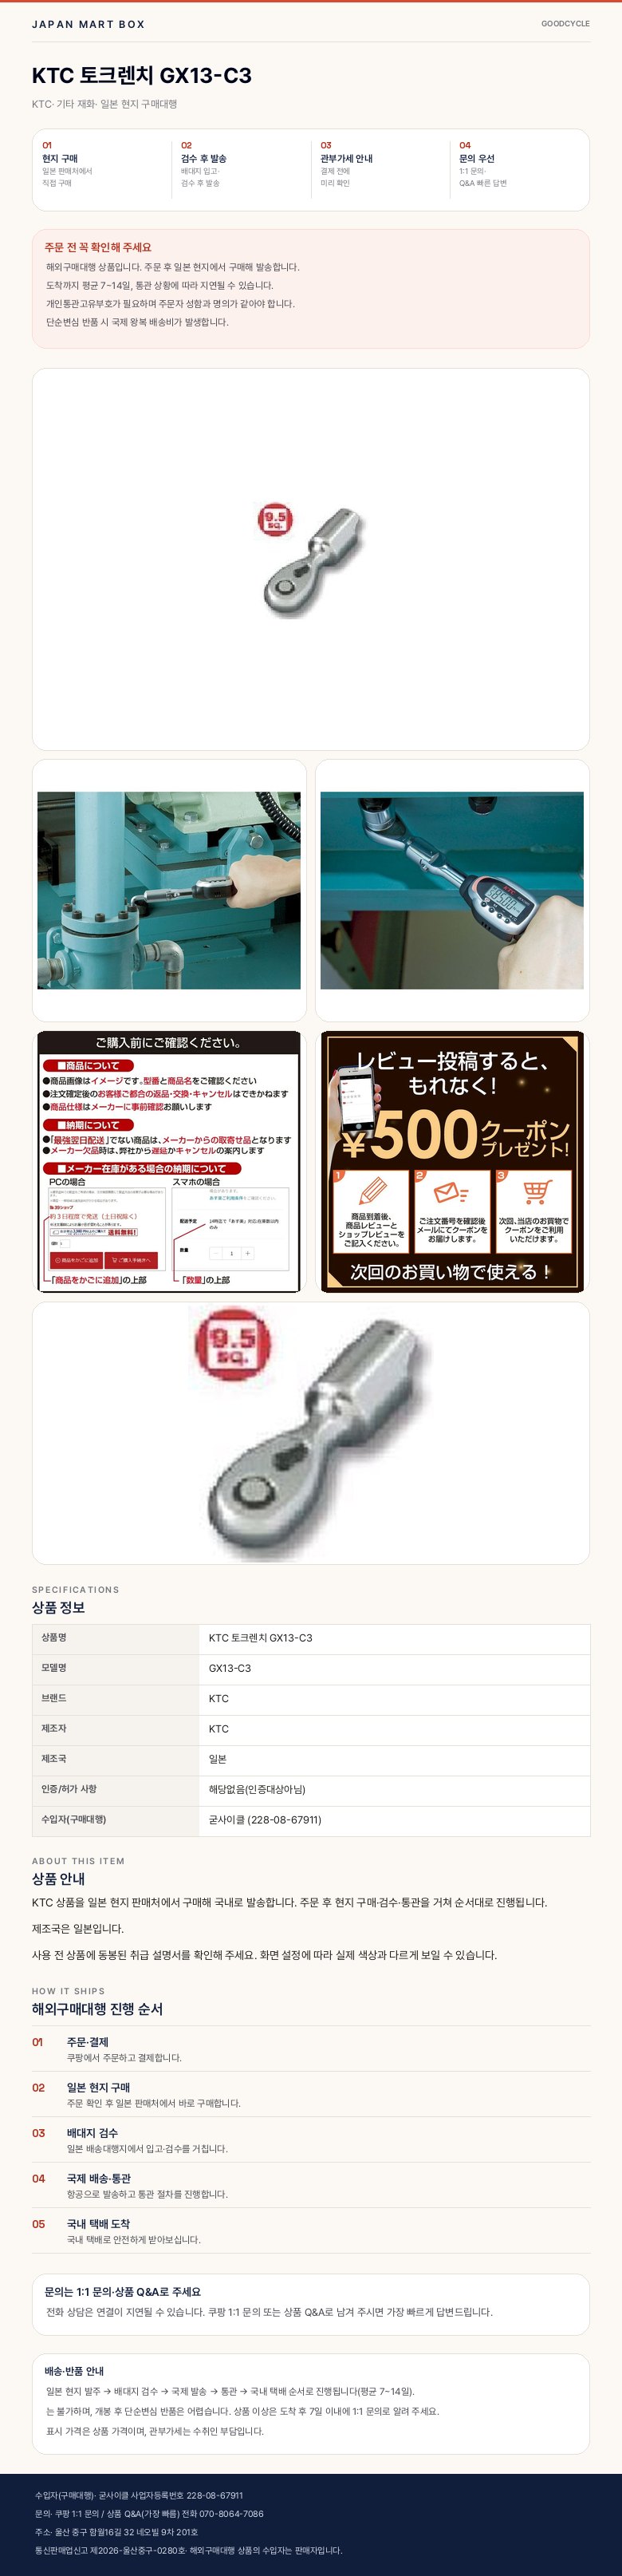 JAPAN MART BOX
GOODCYCLE
KTC 토크렌치 GX13-C3
KTC· 기타 재화· 일본 현지 구매대행
01
현지 구매
일본 판매처에서
직접 구매
02
검수 후 발송
배대지 입고·
검수 후 발송
03
관부가세 안내
결제 전에
미리 확인
04
문의 우선
1:1 문의·
Q&A 빠른 답변
주문 전 꼭 확인해 주세요
해외구매대행 상품입니다. 주문 후 일본 현지에서 구매해 발송합니다.
도착까지 평균 7~14일, 통관 상황에 따라 지연될 수 있습니다.
개인통관고유부호가 필요하며 주문자 성함과 명의가 같아야 합니다.
단순변심 반품 시 국제 왕복 배송비가 발생합니다.
9.5
SQ.
ご購入前にご確認ください。
■商品について
●商品画像はイメージです。型番と商品名をご確認ください
●注文確定後のお客様ご都合の返品・交換・キャンセルはできかねます
●商品仕様はメーカーに事前確認お願いします
■納期について
●「最強翌日配送」でない商品は、メーカーからの取寄せ品となります
●メーカー欠品時は、弊社から遅延かキャンセルの案内します
■メーカー在庫がある場合の納期について
PCの場合
スマホの場合
約3日程度で発送（土日祝除く）
送料無料!
商品をかごに追加
ご購入手続きへ
配送予定
数量
1
「商品をかごに追加」の上部
「数量」の上部
レビュー投稿すると、
もれなく!
¥500クーポン
プレゼント!
1
商品到着後、
商品レビューと
ショップレビューを
ご記入ください。
2
ご注文番号を確認後
メールにてクーポンを
お届けします。
3
次回、当店のお買物で
クーポンをご利用
いただけます。
次回のお買い物で使える!
9.5
SQ.
SPECIFICATIONS
상품 정보
상품명 KTC 토크렌치 GX13-C3
모델명 GX13-C3
브랜드 KTC
제조자 KTC
제조국 일본
인증/허가 사항 해당없음(인증대상아님)
수입자(구매대행) 굳사이클 (228-08-67911)
ABOUT THIS ITEM
상품 안내
KTC 상품을 일본 현지 판매처에서 구매해 국내로 발송합니다. 주문 후 현지 구매·검수·통관을 거쳐 순서대로 진행됩니다.
제조국은 일본입니다.
사용 전 상품에 동봉된 취급 설명서를 확인해 주세요. 화면 설정에 따라 실제 색상과 다르게 보일 수 있습니다.
HOW IT SHIPS
해외구매대행 진행 순서
01
주문·결제
쿠팡에서 주문하고 결제합니다.
02
일본 현지 구매
주문 확인 후 일본 판매처에서 바로 구매합니다.
03
배대지 검수
일본 배송대행지에서 입고·검수를 거칩니다.
04
국제 배송·통관
항공으로 발송하고 통관 절차를 진행합니다.
05
국내 택배 도착
국내 택배로 안전하게 받아보십니다.
문의는 1:1 문의·상품 Q&A로 주세요
전화 상담은 연결이 지연될 수 있습니다. 쿠팡 1:1 문의 또는 상품 Q&A로 남겨 주시면 가장 빠르게 답변드립니다.
배송·반품 안내
일본 현지 발주 → 배대지 검수 → 국제 발송 → 통관 → 국내 택배 순서로 진행됩니다(평균 7~14일).
는 불가하며, 개봉 후 단순변심 반품은 어렵습니다. 상품 이상은 도착 후 7일 이내에 1:1 문의로 알려 주세요.
표시 가격은 상품 가격이며, 관부가세는 수취인 부담입니다.
수입자(구매대행)· 굳사이클 사업자등록번호 228-08-67911
문의· 쿠팡 1:1 문의 / 상품 Q&A(가장 빠름) 전화 070-8064-7086
주소· 울산 중구 함월16길 32 네오빌 9차 201호
통신판매업신고 제2026-울산중구-0280호· 해외구매대행 상품의 수입자는 판매자입니다.